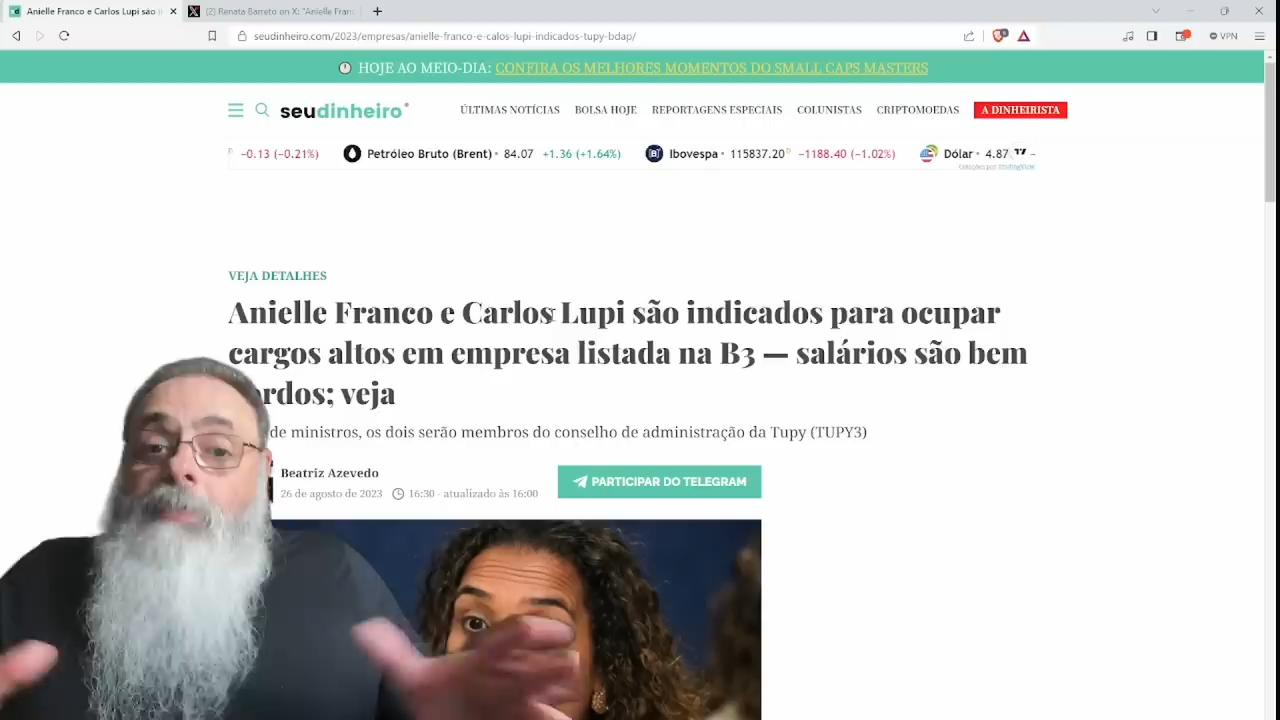 Anielle Franco e Carlos Lupi são
(2) Renata Barreto on X: "Anielle Fran
seudinheiro.com/2023/empresas/anielle-franco-e-calos-lupi-indicados-tupy-bdap/
VPN
HOJE AO MEIO-DIA: CONFIRA OS MELHORES MOMENTOS DO SMALL CAPS MASTERS
seudinheiro
ÚLTIMAS NOTÍCIAS BOLSA HOJE REPORTAGENS ESPECIAIS COLUNISTAS CRIPTOMOEDAS A DINHEIRISTA
−0.13 (−0.21%) Petróleo Bruto (Brent) • 84.07 +1.36 (+1.64%) Ibovespa • 115837.20 D −1188.40 (−1.02%) Dólar • 4.87
Cotações por TradingView
VEJA DETALHES
Anielle Franco e Carlos Lupi são indicados para ocupar
cargos altos em empresa listada na B3 — salários são bem
rdos; veja
de ministros, os dois serão membros do conselho de administração da Tupy (TUPY3)
Beatriz Azevedo
26 de agosto de 2023 16:30 - atualizado às 16:00
PARTICIPAR DO TELEGRAM